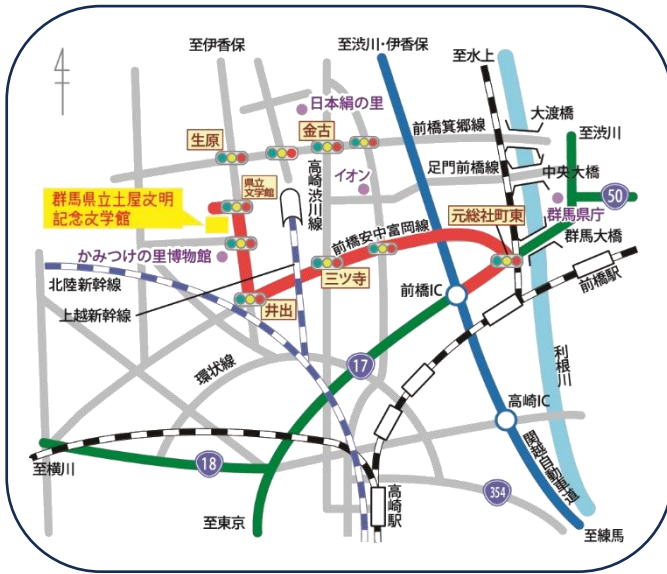 4
至伊香保
至渋川・伊香保
至水上
日本絹の里
大渡橋
生原
金古
前橋箕郷線
至渋川
県立
文学館
高崎渋川線
イオン
足門前橋線
中央大橋
群馬県立土屋文明
記念文学館
元総社町東
群馬県庁
50
前橋安中富岡線
群馬大橋
かみつけの里博物館
三ツ寺
前橋駅
北陸新幹線
前橋IC
上越新幹線
井出
利根川
環状線
17
高崎IC
関越自動車道
18
至横川
354
高崎駅
至東京
至練馬